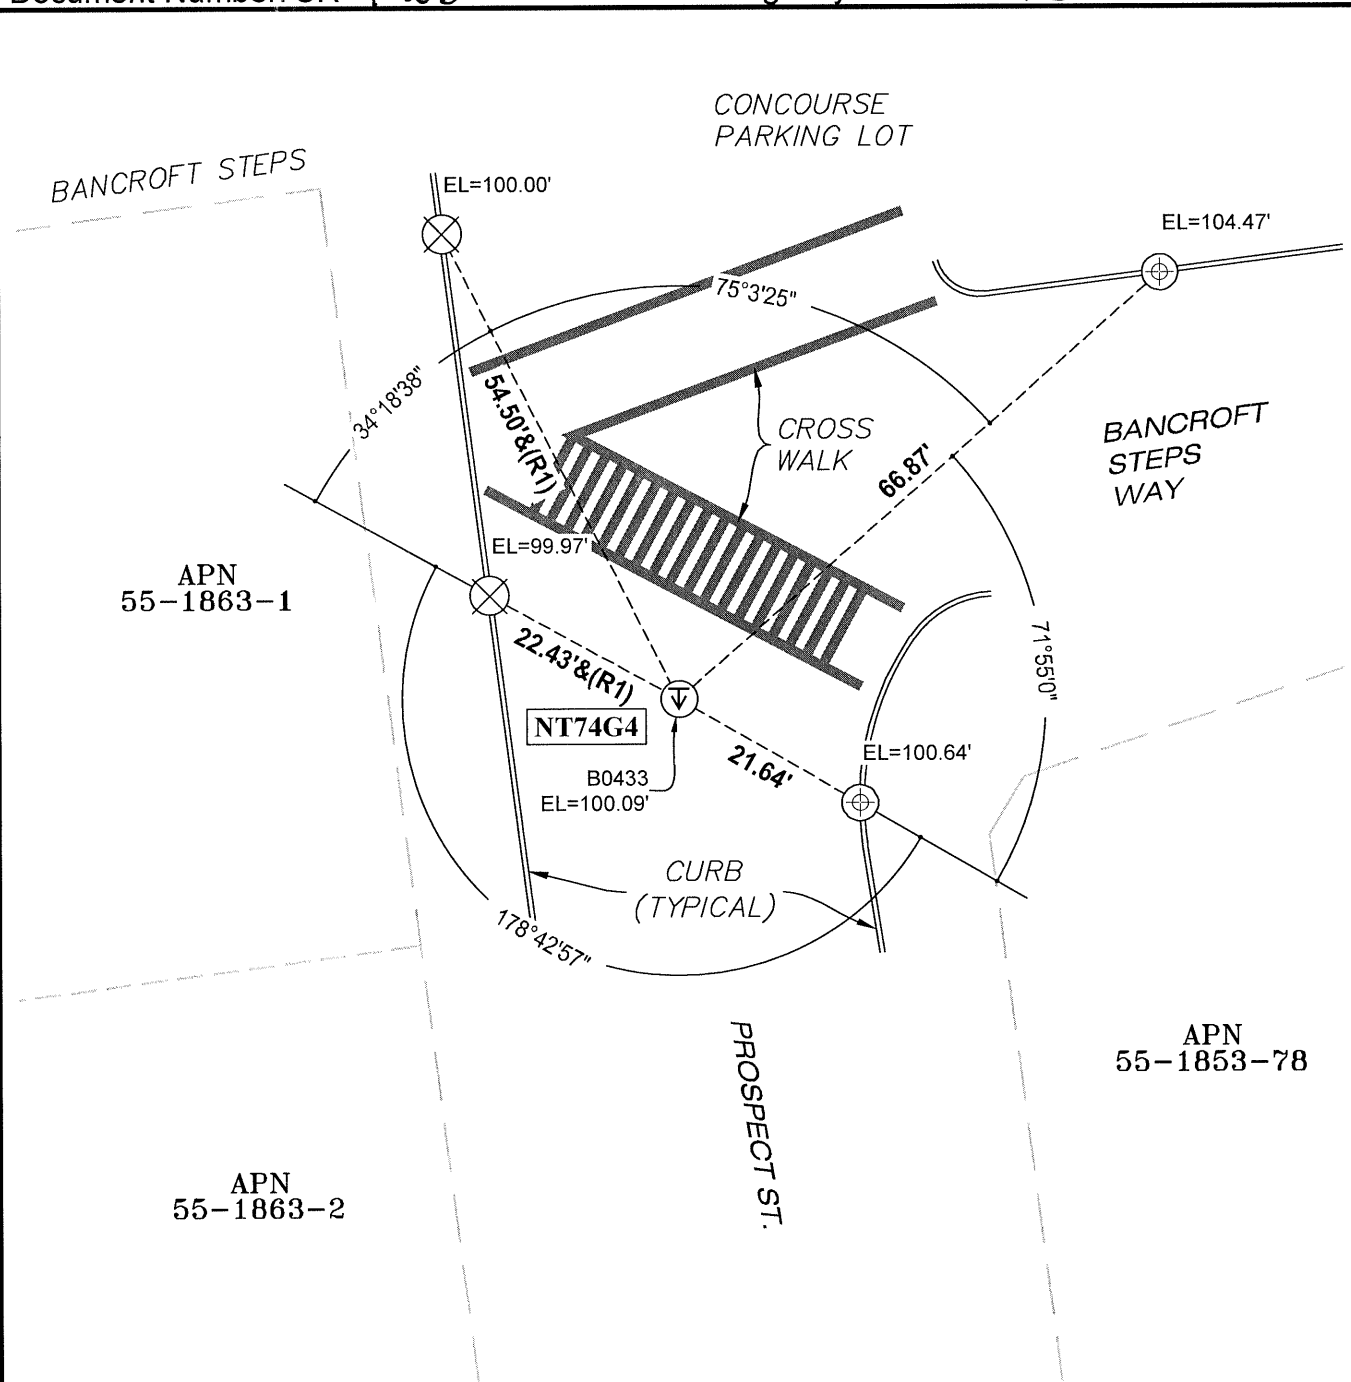 Document Number: CR
CONCOURSE
PARKING LOT
BANCROFT STEPS
EL=100.00'
EL=104.47'
75°3'25"
34°18'38"
54.50'&(R1)
CROSS
WALK
66.87'
BANCROFT
STEPS
WAY
EL=99.97'
APN
55-1863-1
22.43'&(R1)
71°55'0"
NT74G4
B0433
EL=100.09'
21.64'
EL=100.64'
CURB
(TYPICAL)
178°42'57"
PROSPECT ST.
APN
55-1853-78
APN
55-1863-2